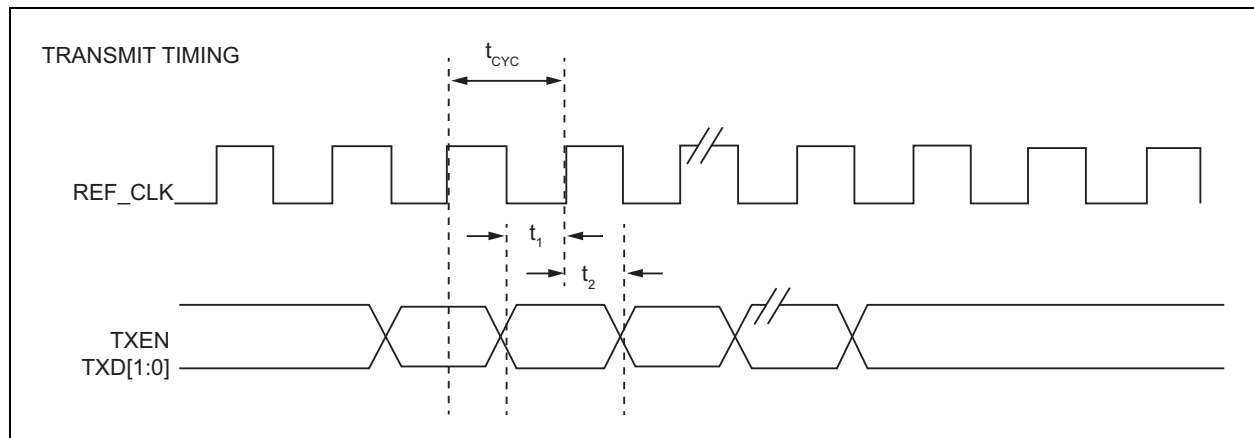 TRANSMIT TIMING
tCYC
REF_CLK
t1
t2
TXEN
TXD[1:0]